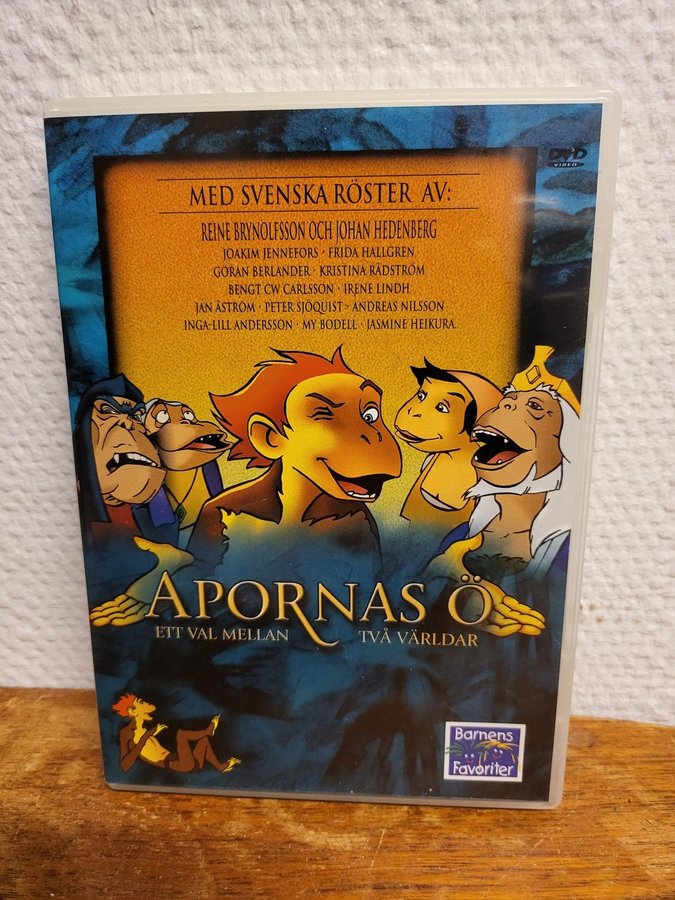 DVD
VIDEO
MED SVENSKA RÖSTER AV:
REINE BRYNOLFSSON OCH JOHAN HEDENBERG
JOAKIM JENNEFORS · FRIDA HALLGREN
GÖRAN BERLANDER · KRISTINA RÅDSTRÖM
BENGT CW CARLSSON · IRENE LINDH
JAN ÅSTRÖM · PETER SJÖQUIST · ANDREAS NILSSON
INGA-LILL ANDERSSON · MY BODELL · JASMINE HEIKURA
APORNAS Ö
ETT VAL MELLAN TVÅ VÄRLDAR
Barnens
Favoriter